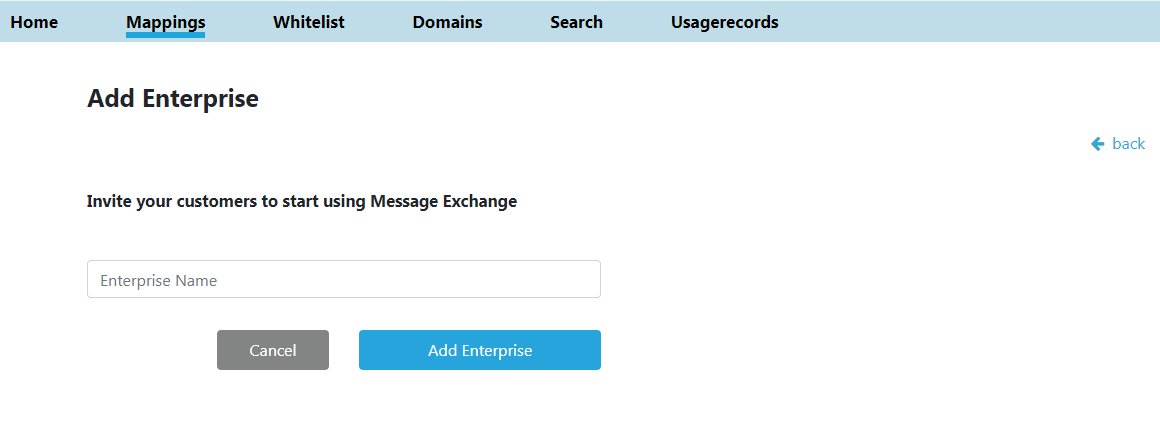 Home Mappings Whitelist Domains Search Usagerecords
Add Enterprise
back
Invite your customers to start using Message Exchange
Enterprise Name
Cancel Add Enterprise